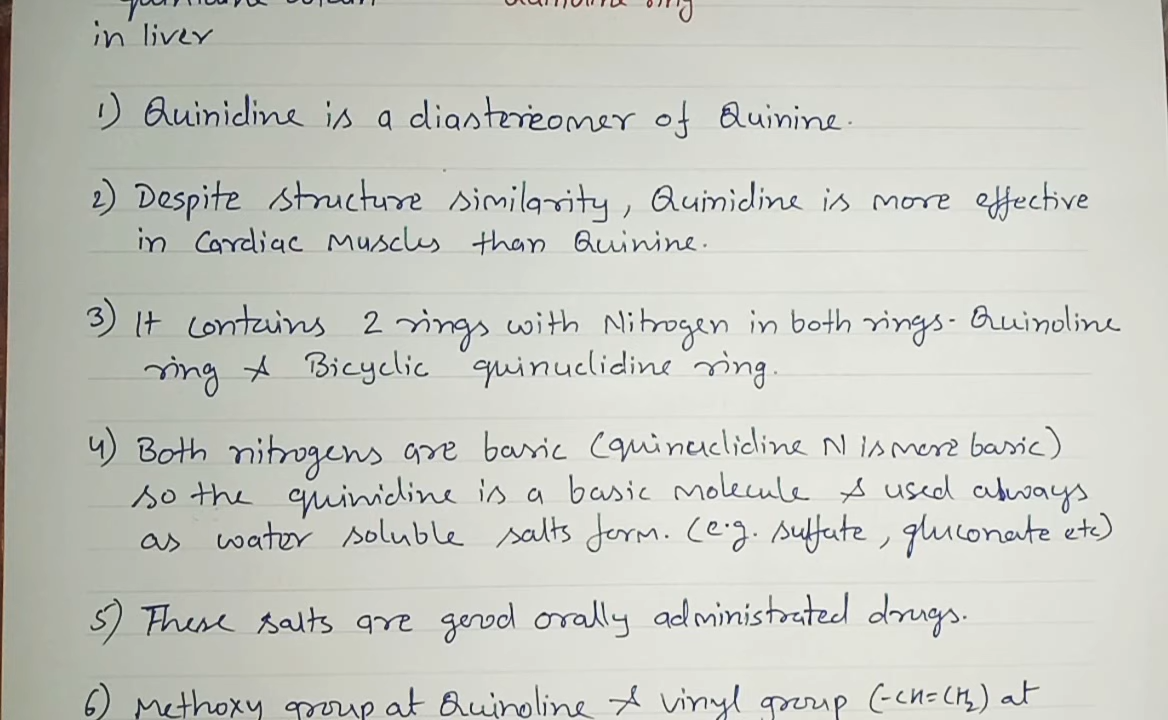 in liver
1) Quinidine is a diastereomer of Quinine.
2) Despite structure similarity, Quinidine is more effective
in Cardiac Muscles than Quinine.
3) It contains 2 rings with Nitrogen in both rings - Quinoline
ring & Bicyclic quinuclidine ring.
4) Both nitrogens are basic (quinuclidine N is more basic)
so the quinidine is a basic molecule & used always
as water soluble salts form. (e.g. sulfate, gluconate etc)
5) These salts are good orally administrated drugs.
6) Methoxy group at Quinoline & vinyl group (-CH=CH2) at